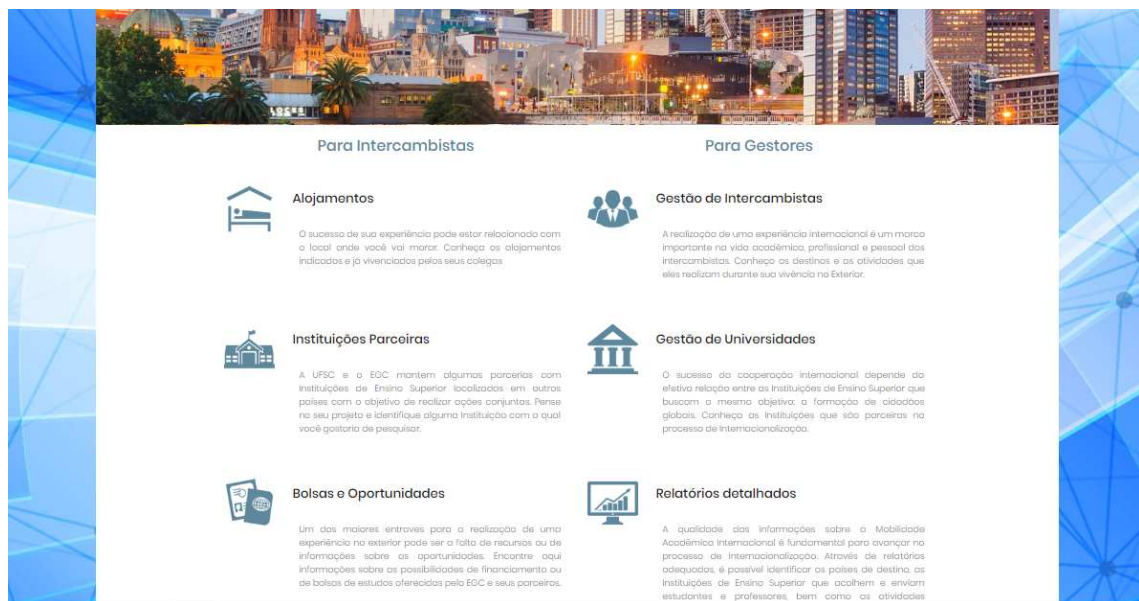 Para Intercambistas
Alojamentos
O sucesso de sua experiência pode estar relacionado com
o local onde você vai morar. Conheça os alojamentos
indicados e já vivenciados pelos seus colegas
Instituições Parceiras
A UFSC e o EGC mantem algumas parcerias com
Instituições de Ensino Superior localizadas em outros
países com o objetivo de realizar ações conjuntas. Pense
no seu projeto e identifique alguma Instituição com a qual
você gostaria de pesquisar.
Bolsas e Oportunidades
Um dos maiores entraves para a realização de uma
experiência no exterior pode ser a falta de recursos ou de
informações sobre as oportunidades. Encontre aqui
informações sobre as possibilidades de financiamento ou
de bolsas de estudos oferecidas pelo EGC e seus parceiros.
Para Gestores
Gestão de Intercambistas
A realização de uma experiência internacional é um marco
importante na vida acadêmica, profissional e pessoal dos
intercambistas. Conheça os destinos e as atividades que
eles realizam durante sua vivência no Exterior.
Gestão de Universidades
O sucesso da cooperação internacional depende da
efetiva relação entre as Instituições de Ensino Superior que
buscam o mesmo objetivo: a formação de cidadãos
globais. Conheça as Instituições que são parceiras no
processo de Internacionalização.
Relatórios detalhados
A qualidade das informações sobre a Mobilidade
Acadêmica Internacional é fundamental para avançar no
processo de Internacionalização. Através de relatórios
adequados, é possível identificar os países de destino, as
Instituições de Ensino Superior que acolhem e enviam
estudantes e professores, bem como as atividades